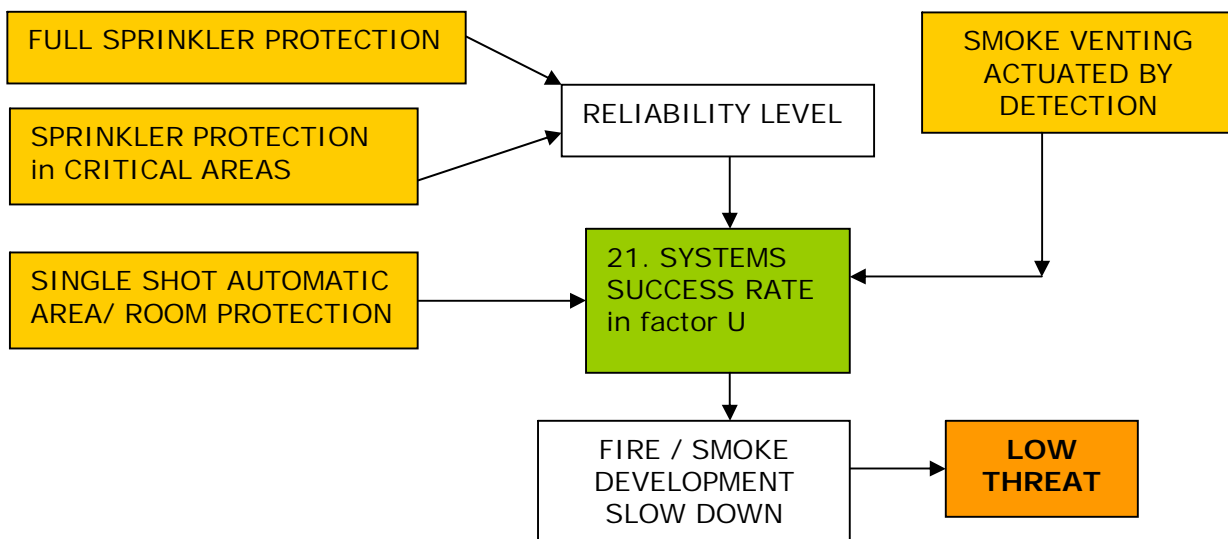 FULL SPRINKLER PROTECTION
SMOKE VENTING
ACTUATED BY
DETECTION
RELIABILITY LEVEL
SPRINKLER PROTECTION
in CRITICAL AREAS
SINGLE SHOT AUTOMATIC
AREA/ ROOM PROTECTION
21. SYSTEMS
SUCCESS RATE
in factor U
FIRE / SMOKE
DEVELOPMENT
SLOW DOWN
LOW
THREAT